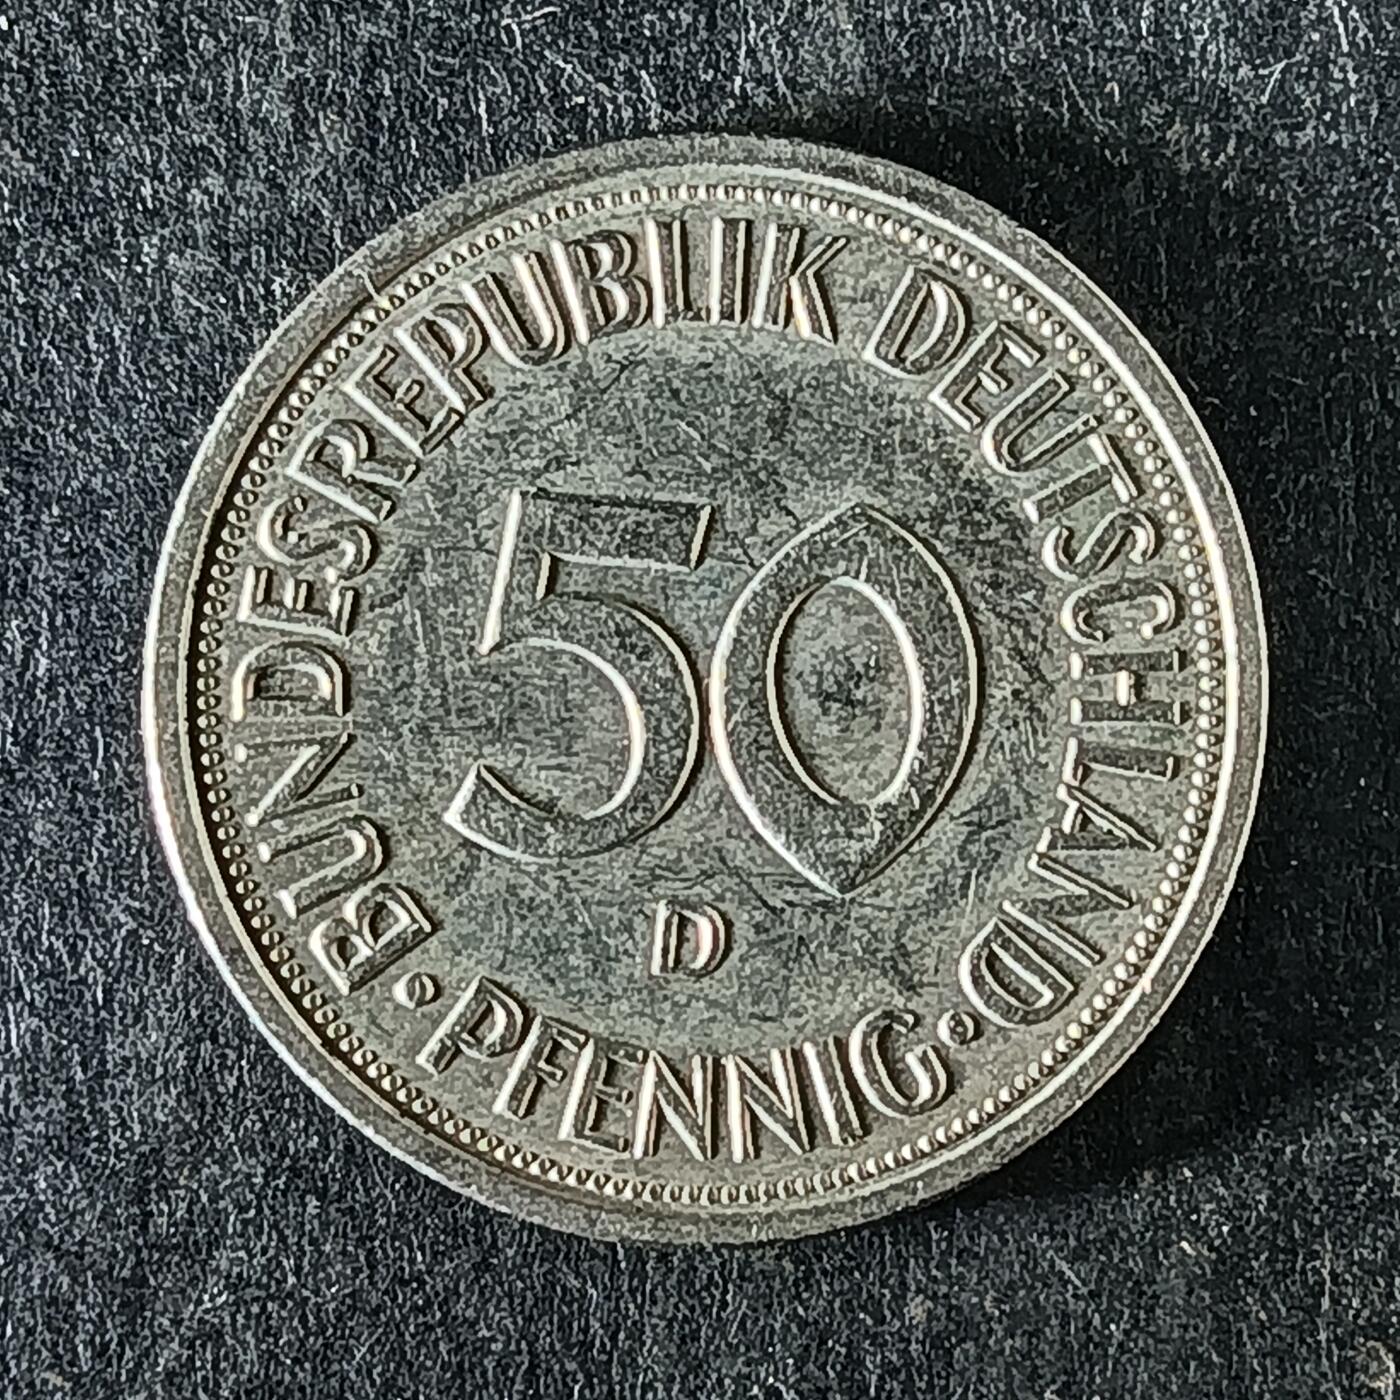 BUNDESREPUBLIK DEUTSCHLAND
50
D
• PFENNIG •